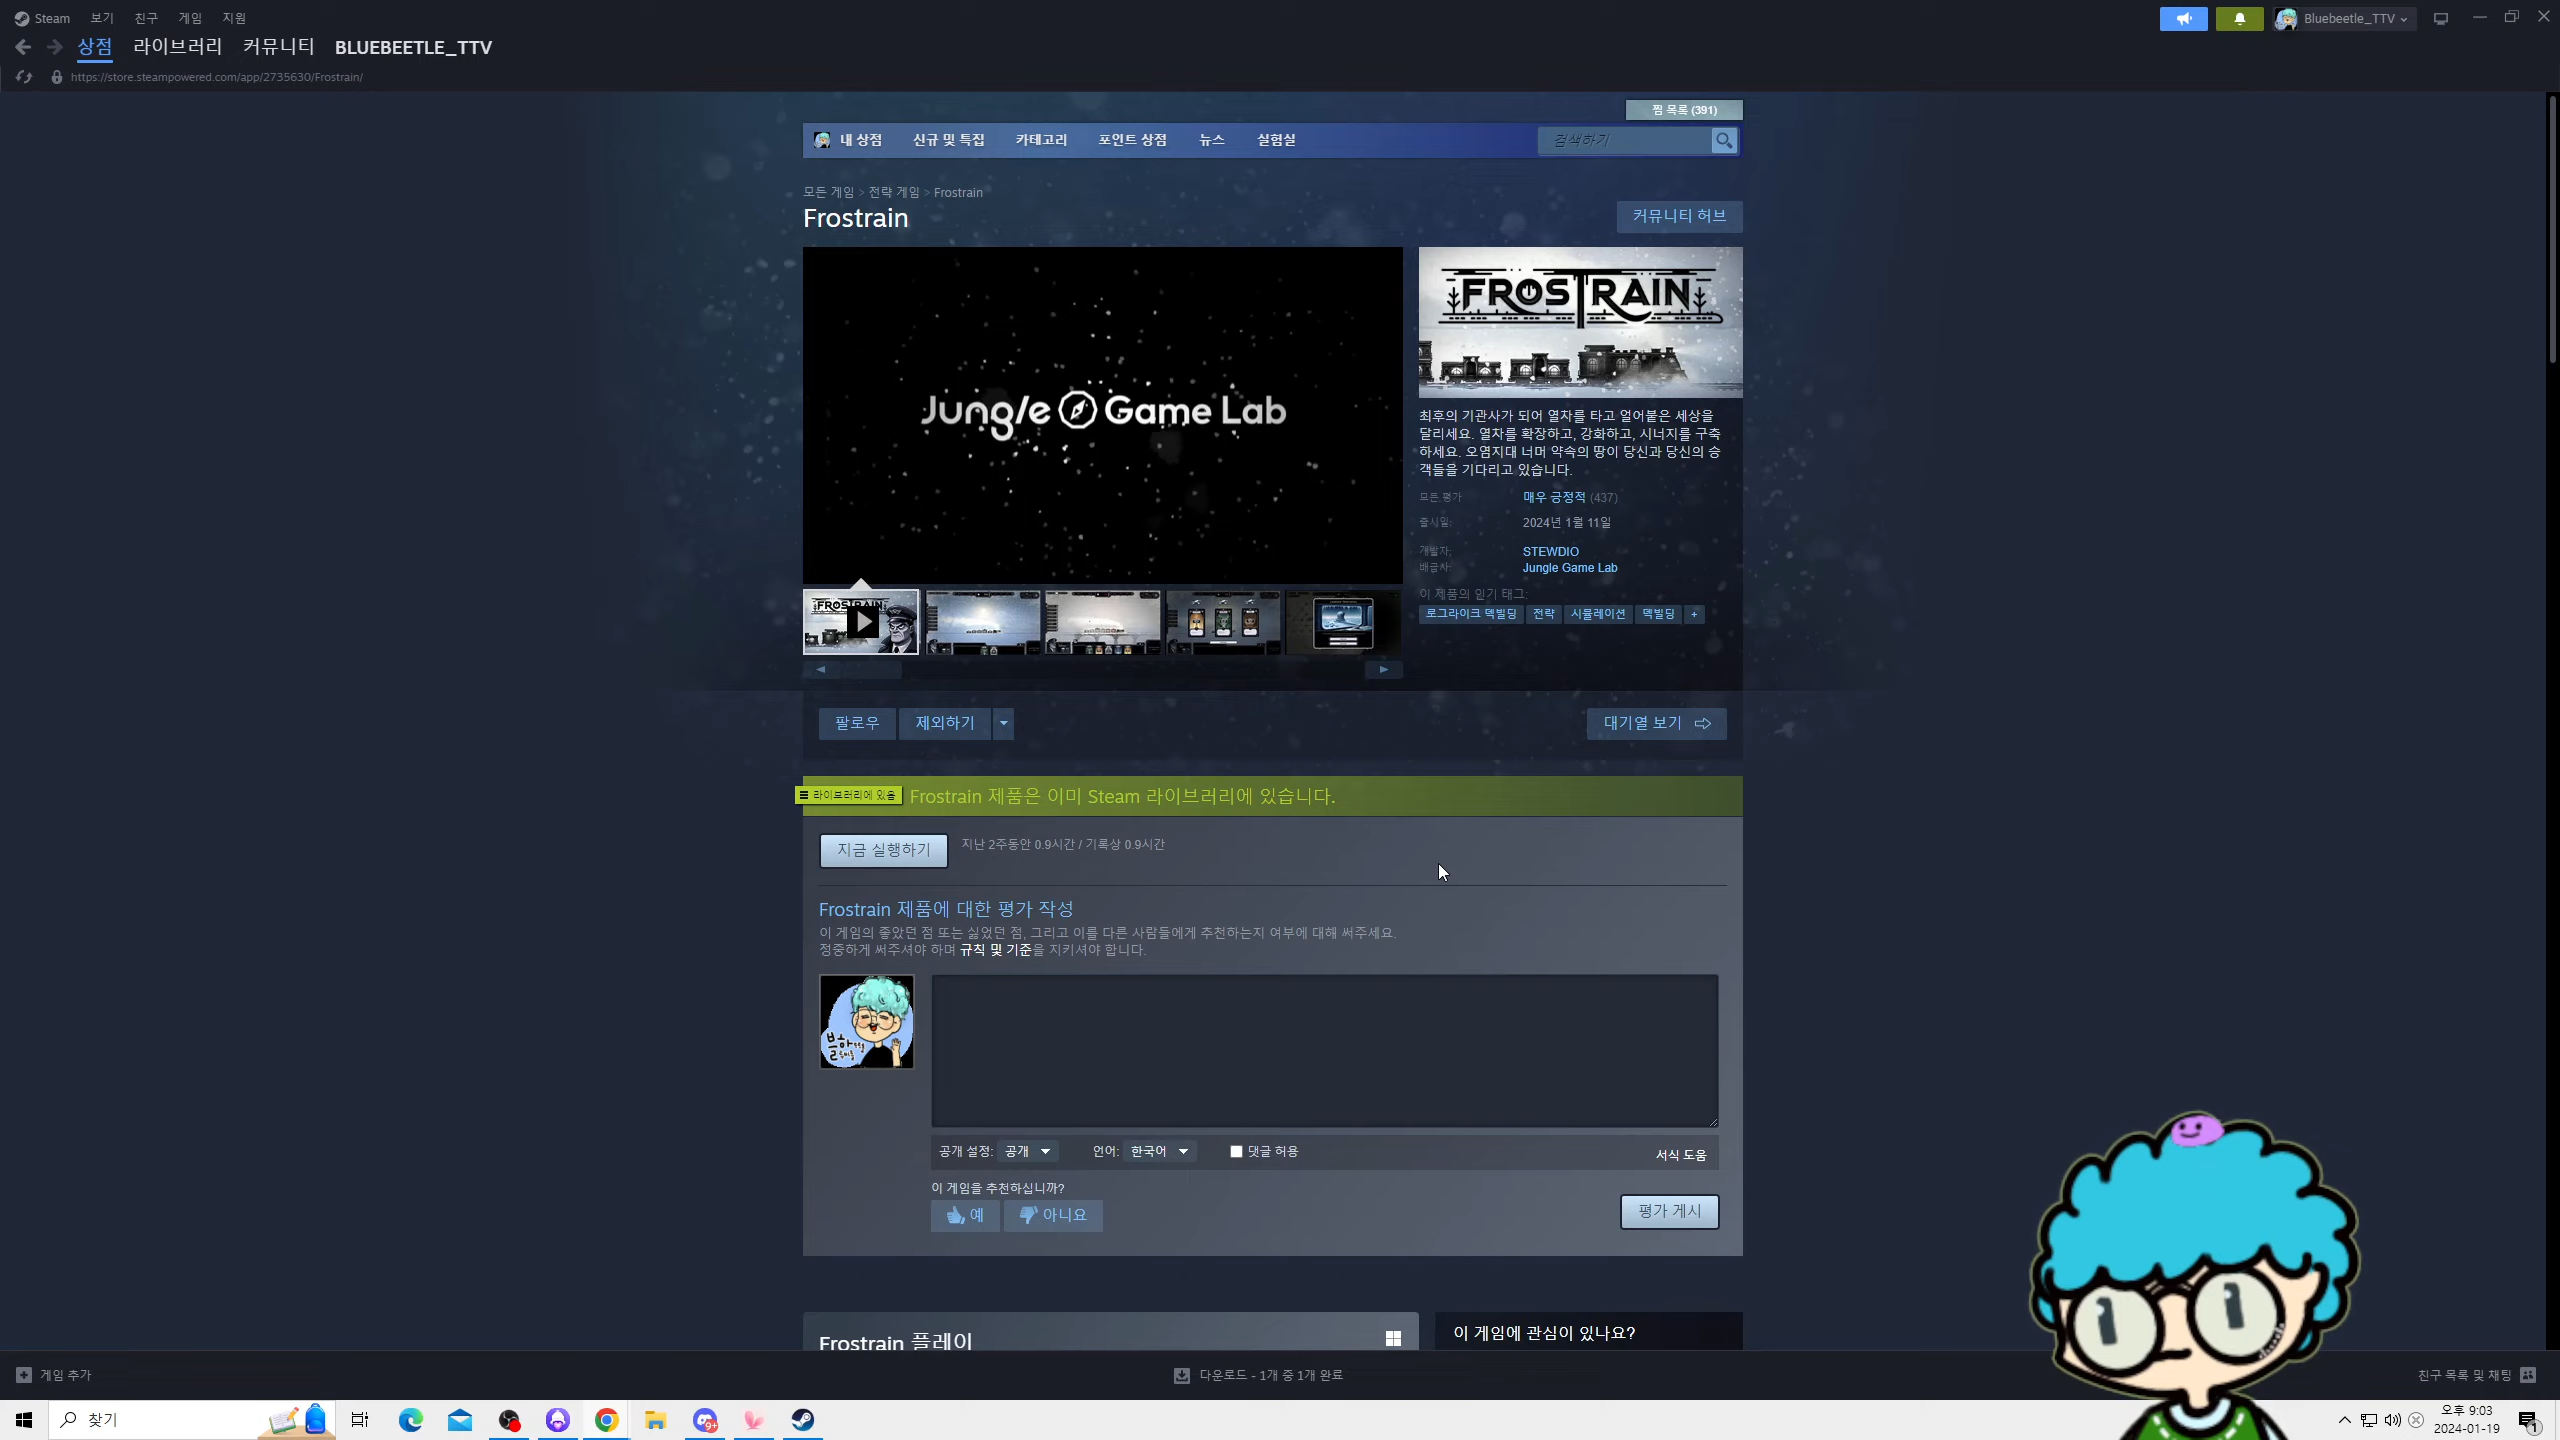 Steam 보기 친구 게임 지원
Bluebeetle_TTV
상점 라이브러리 커뮤니티 BLUEBEETLE_TTV
https://store.steampowered.com/app/2735630/Frostrain/
찜 목록 (391)
내 상점 신규 및 특집 카테고리 포인트 상점 뉴스 실험실
검색하기
모든 게임 > 전략 게임 > Frostrain
Frostrain
커뮤니티 허브
Jungle Game Lab
FROSTRAIN
최후의 기관사가 되어 열차를 타고 얼어붙은 세상을
달리세요. 열차를 확장하고, 강화하고, 시너지를 구축
하세요. 오염지대 너머 약속의 땅이 당신과 당신의 승
객들을 기다리고 있습니다.
모든 평가 매우 긍정적 (437)
출시일: 2024년 1월 11일
개발자: STEWDIO
배급사: Jungle Game Lab
이 제품의 인기 태그:
로그라이크 덱빌딩 전략 시뮬레이션 덱빌딩 +
FROSTRAIN
팔로우 제외하기
대기열 보기
라이브러리에 있음 Frostrain 제품은 이미 Steam 라이브러리에 있습니다.
지금 실행하기 지난 2주동안 0.9시간 / 기록상 0.9시간
Frostrain 제품에 대한 평가 작성
이 게임의 좋았던 점 또는 싫었던 점, 그리고 이를 다른 사람들에게 추천하는지 여부에 대해 써주세요.
정중하게 써주셔야 하며 규칙 및 기준을 지키셔야 합니다.
공개 설정: 공개 언어: 한국어 댓글 허용
서식 도움
이 게임을 추천하십니까?
예 아니요
평가 게시
Frostrain 플레이
이 게임에 관심이 있나요?
게임 추가
다운로드 - 1개 중 1개 완료
친구 목록 및 채팅
찾기
9+
오후 9:03
2024-01-19
1